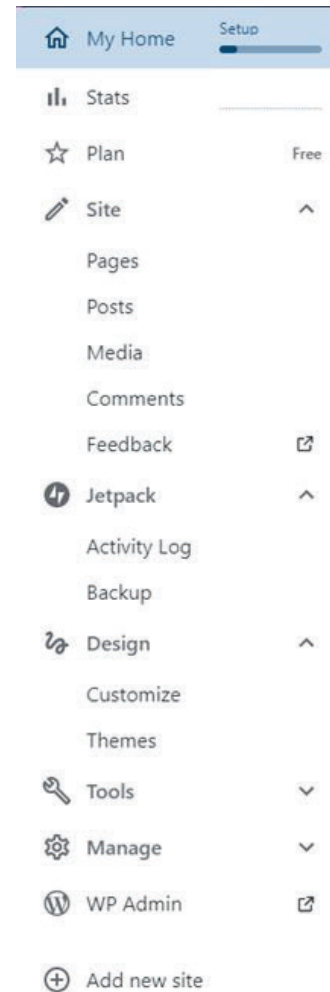 My Home Setup
Stats
Plan Free
Site
Pages
Posts
Media
Comments
Feedback
Jetpack
Activity Log
Backup
Design
Customize
Themes
Tools
Manage
WP Admin
Add new site